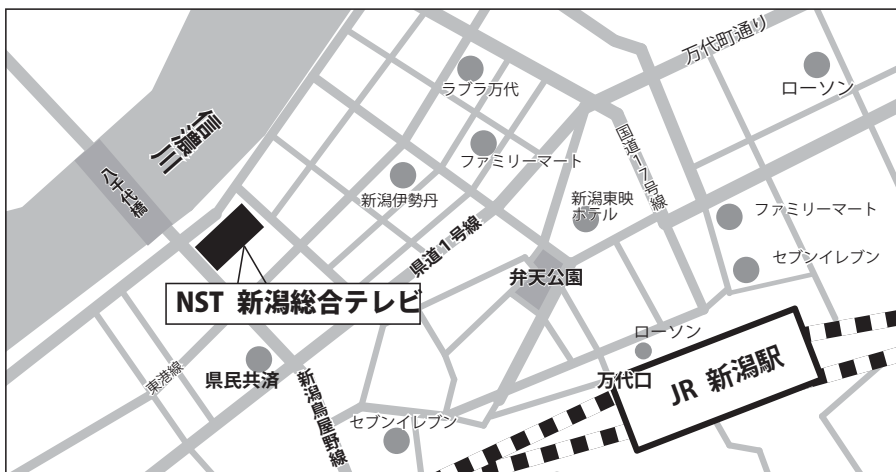 万代町通り
ローソン
ラブラ万代
信濃川
国道17号線
ファミリーマート
八千代橋
新潟伊勢丹
新潟東映
ホテル
ファミリーマート
県道1号線
セブンイレブン
弁天公園
NST 新潟総合テレビ
ローソン
東港線
県民共済
新潟鳥屋野線
万代口
JR 新潟駅
セブンイレブン